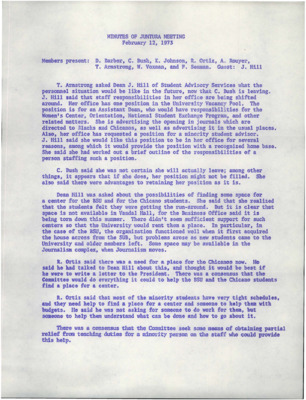 MINUTES OF JUNTURA MEETING
February 12, 1973
Members present: D. Barber, C. Bush, K. Johnson, R. Ortiz, A. Smyser,
T. Armstrong, W. Voxman, and F. Seaman. Guest: J. Hill
T. Armstrong asked Dean J. Hill of Student Advisory Services what the
personnel situation would be like in the future, now that C. Bush is leaving.
J. Hill said that staff responsibilities in her office are being shifted
around. Her office has one position in the University Vacancy Pool. The
position is for an Assistant Dean, who would have responsibilities for the
Women's Center, Orientation, National Student Exchange Program, and other
related matters. She is advertising the opening in journals which are
directed to Blacks and Chicanos, as well as advertising it in the usual places.
Also, her office has requested a position for a minority student advisor.
J. Hill said she would like this position to be in her office for several
reasons, among which it would provide the position with a recognized home base.
She said she had worked out a brief outline of the responsibilities of a
person staffing such a position.
C. Bush said she was not certain she will actually leave; among other
things, it appears that if she does, her position might not be filled. She
also said there were advantages to retaining her position as it is.
Dean Hill was asked about the possibilities of finding some space for
a center for the BSU and for the Chicano students. She said that she realized
that the students felt they were getting the run-around. But it is clear that
space is not available in Vandal Hall, for the Business Office said it is
being torn down this summer. There didn't seem sufficient support for such
centers so that the University would rent them a place. In particular, in
the case of the BSU, the organization functioned well when it first acquired
the house across from the SUB, but problems arose as new students came to the
University and older members left. Some space may be available in the
Journalism complex, when Journalism moves.
R. Ortiz said there was a need for a place for the Chicanos now. He
said he had talked to Dean Hill about this, and thought it would be best if
he were to write a letter to the President. There was a consensus that the
Committee would do everything it could to help the BSU and the Chicano students
find a place for a center.
R. Ortiz said that most of the minority students have very tight schedules,
and they need help to find a place for a center and someone to help them with
budgets. He said he was not asking for someone to do work for them, but
someone to help them understand what can be done and how to go about it.
There was a consensus that the Committee seek some means of obtaining partial
relief from teaching duties for a minority person on the staff who could provide
this help.